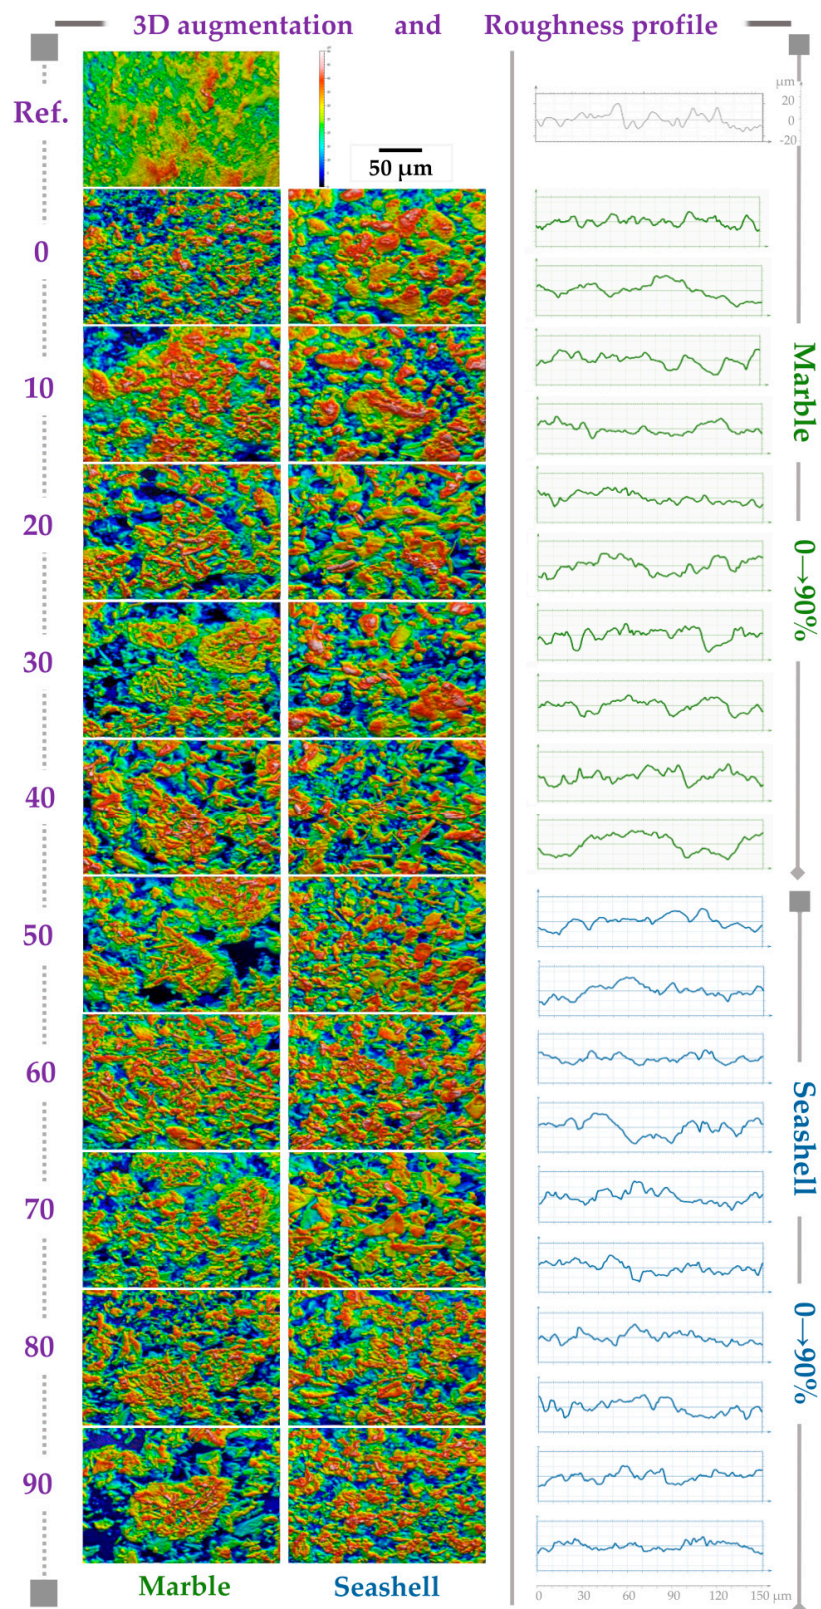 3D augmentation and Roughness profile
Ref.
50 μm
μm
20
0
-20
0
10
20
30
40
50
60
70
80
90
Marble
0→90%
Seashell
0→90%
0 30 60 90 120 150 μm
Marble Seashell